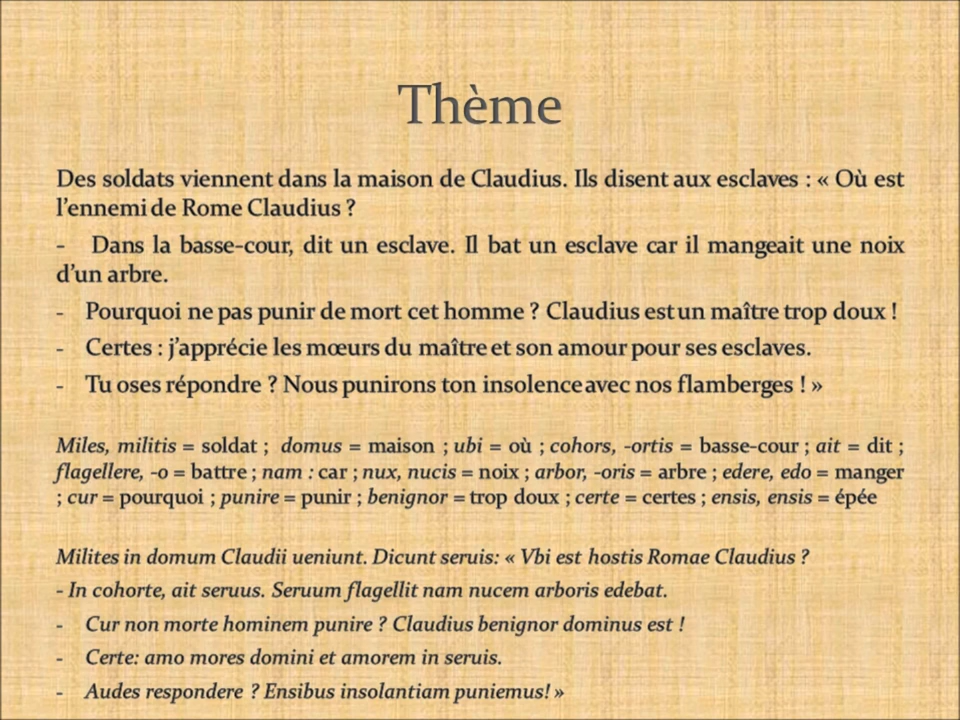 Thème
Des soldats viennent dans la maison de Claudius. Ils disent aux esclaves : « Où est
l’ennemi de Rome Claudius ?
- Dans la basse-cour, dit un esclave. Il bat un esclave car il mangeait une noix
d’un arbre.
- Pourquoi ne pas punir de mort cet homme ? Claudius est un maître trop doux !
- Certes : j’apprécie les mœurs du maître et son amour pour ses esclaves.
- Tu oses répondre ? Nous punirons ton insolence avec nos flamberges ! »
Miles, militis = soldat ; domus = maison ; ubi = où ; cohors, -ortis = basse-cour ; ait = dit ;
flagellere, -o = battre ; nam : car ; nux, nucis = noix ; arbor, -oris = arbre ; edere, edo = manger
; cur = pourquoi ; punire = punir ; benignor = trop doux ; certe = certes ; ensis, ensis = épée
Milites in domum Claudii ueniunt. Dicunt seruis: « Vbi est hostis Romae Claudius ?
- In cohorte, ait seruus. Seruum flagellit nam nucem arboris edebat.
- Cur non morte hominem punire ? Claudius benignor dominus est !
- Certe: amo mores domini et amorem in seruis.
- Audes respondere ? Ensibus insolantiam puniemus! »